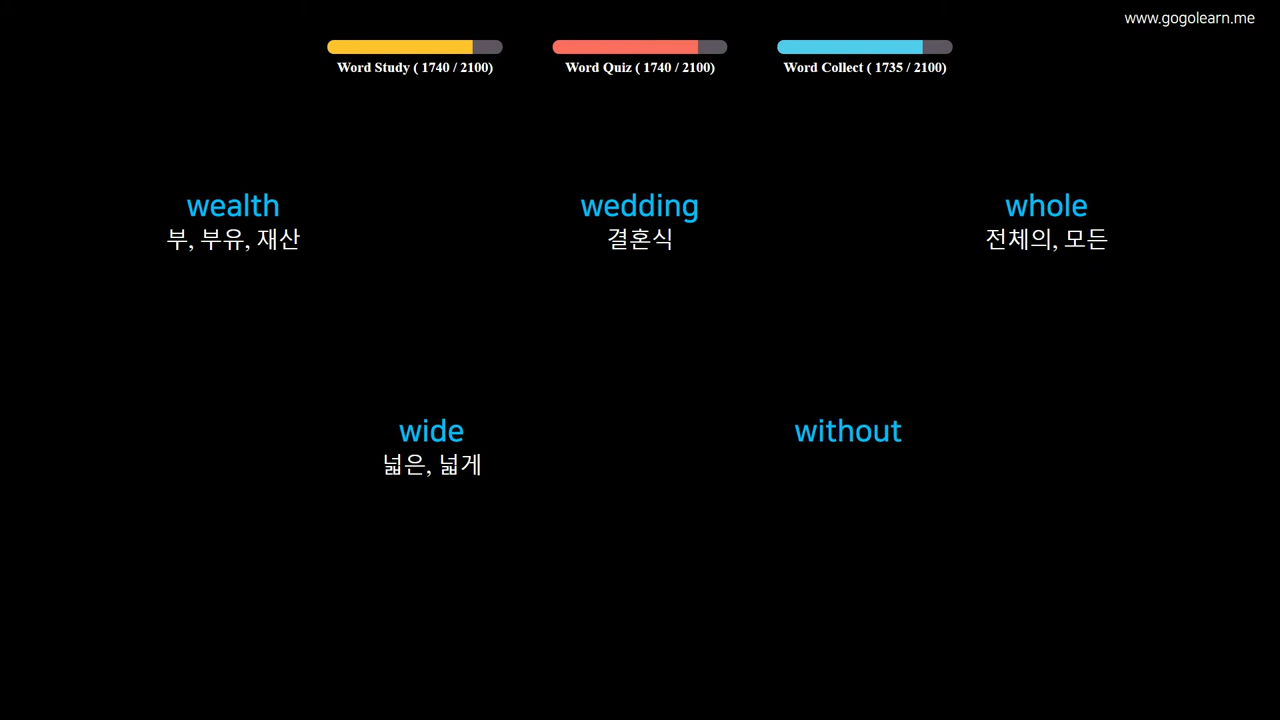 www.gogolearn.me
Word Study ( 1740 / 2100)
Word Quiz ( 1740 / 2100)
Word Collect ( 1735 / 2100)
wealth
부, 부유, 재산
wedding
결혼식
whole
전체의, 모든
wide
넓은, 넓게
without